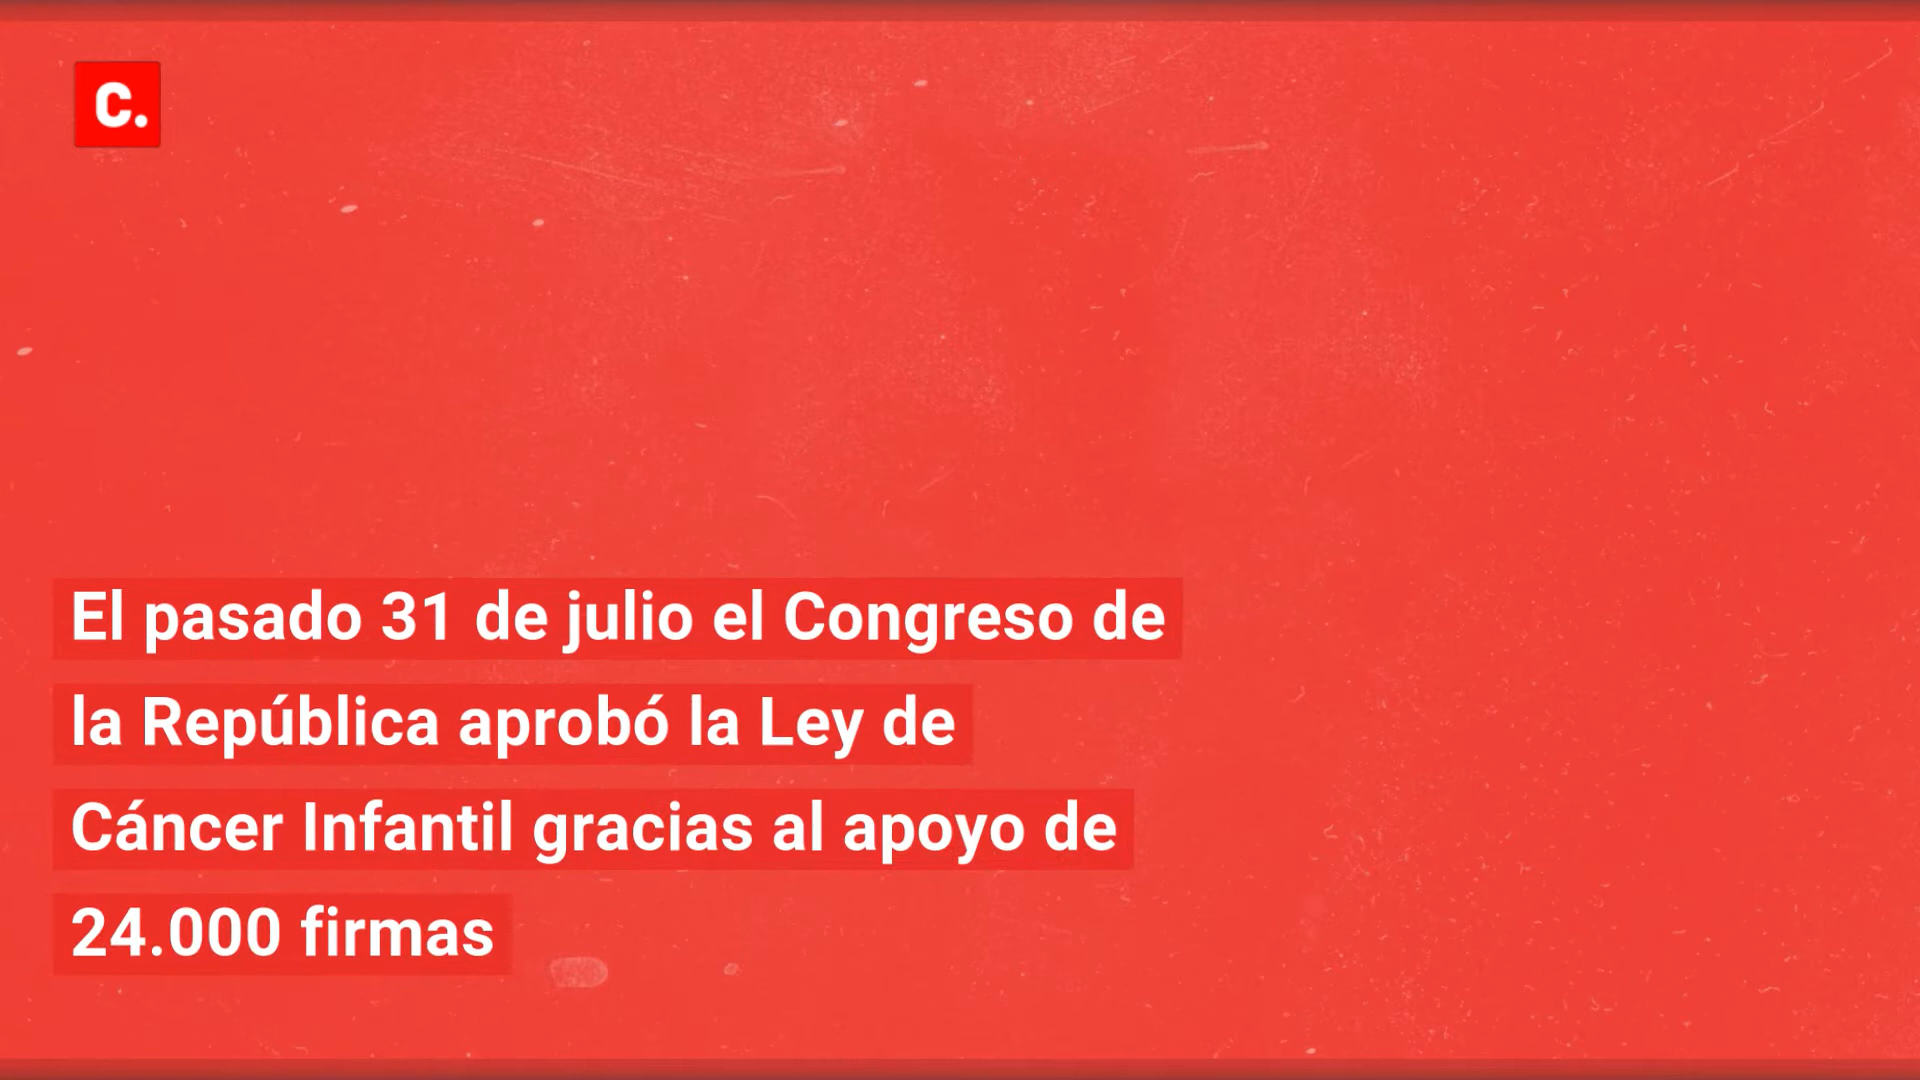 C.
El pasado 31 de julio el Congreso de
la República aprobó la Ley de
Cáncer Infantil gracias al apoyo de
24.000 firmas